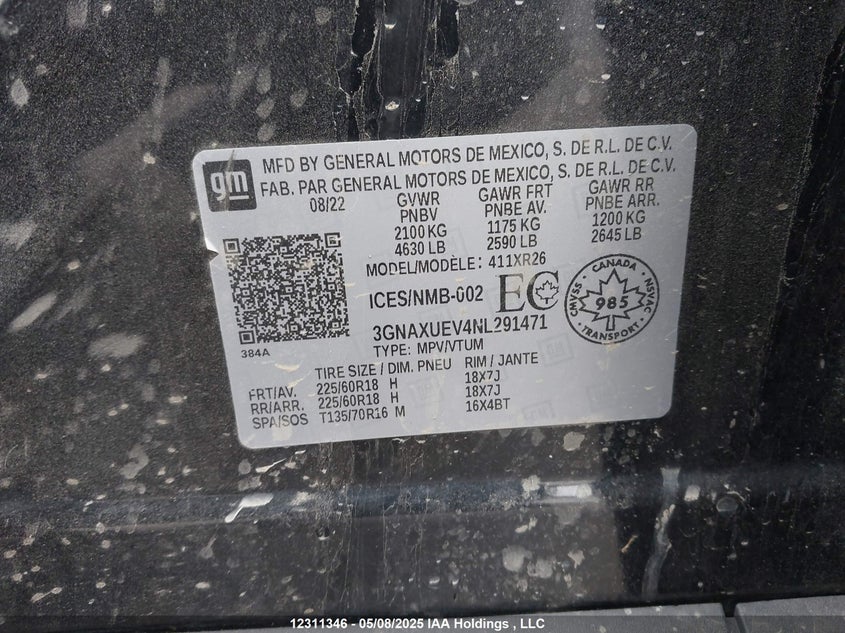 gm
MFD BY GENERAL MOTORS DE MEXICO, S. DE R.L. DE C.V.
FAB. PAR GENERAL MOTORS DE MEXICO, S. DE R.L. DE C.V.
08/22 GVWR GAWR FRT GAWR RR
PNBV PNBE AV. PNBE ARR.
2100 KG 1175 KG 1200 KG
4630 LB 2590 LB 2645 LB
MODEL/MODÈLE: 411XR26
ICES/NMB-002 EC
CANADA
CMVSS 985 NSVAC
TRANSPORT
3GNAXUEV4NL291471
384A TYPE: MPV/VTUM
TIRE SIZE / DIM. PNEU RIM / JANTE
FRT/AV. 225/60R18 H 18X7J
RR/ARR. 225/60R18 H 18X7J
SPA/SOS T135/70R16 M 16X4BT
12311346 - 05/08/2025 IAA Holdings , LLC